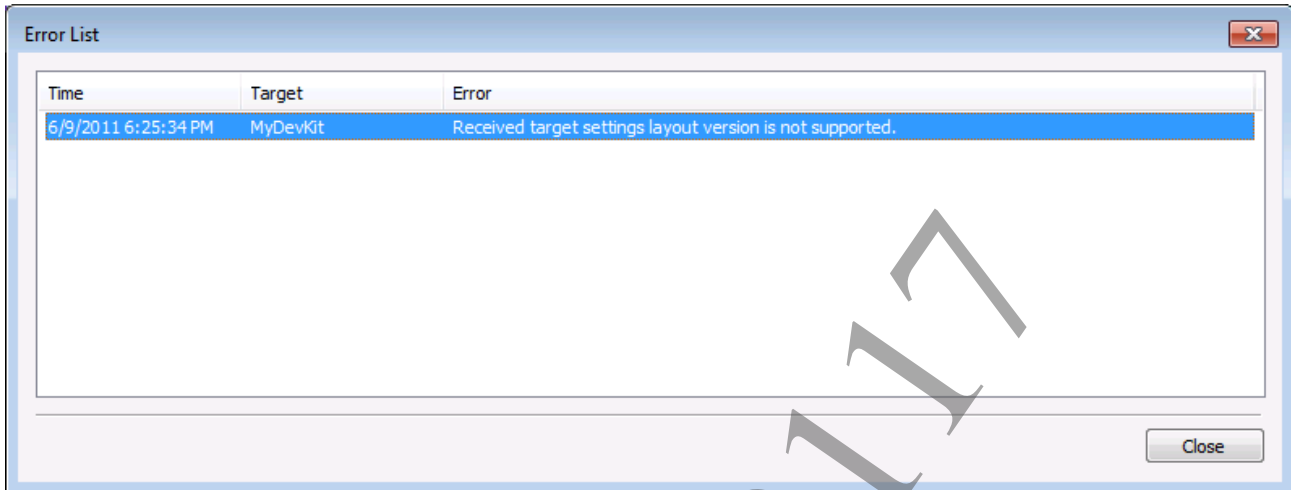 Error List
Time Target Error
6/9/2011 6:25:34 PM MyDevKit Received target settings layout version is not supported.
117
Close